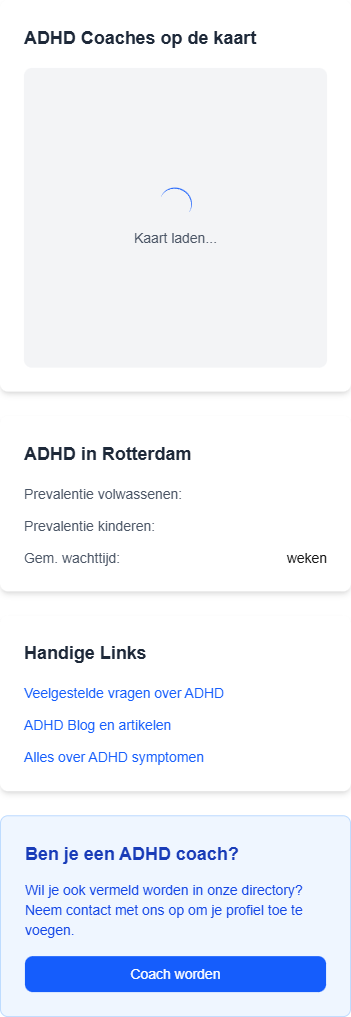 ADHD Coaches op de kaart
Kaart laden...
ADHD in Rotterdam
Prevalentie volwassenen:
Prevalentie kinderen:
Gem. wachttijd: weken
Handige Links
Veelgestelde vragen over ADHD
ADHD Blog en artikelen
Alles over ADHD symptomen
Ben je een ADHD coach?
Wil je ook vermeld worden in onze directory?
Neem contact met ons op om je profiel toe te
voegen.
Coach worden